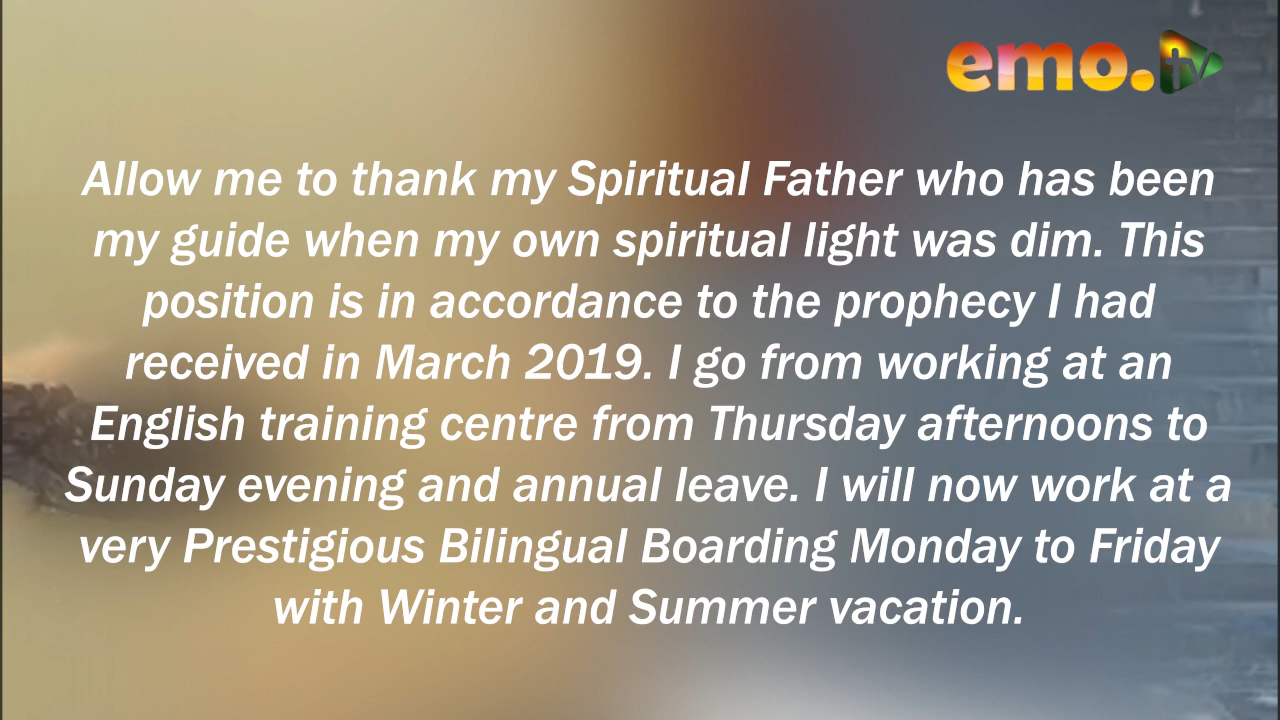 emo.tv
Allow me to thank my Spiritual Father who has been
my guide when my own spiritual light was dim. This
position is in accordance to the prophecy I had
received in March 2019. I go from working at an
English training centre from Thursday afternoons to
Sunday evening and annual leave. I will now work at a
very Prestigious Bilingual Boarding Monday to Friday
with Winter and Summer vacation.